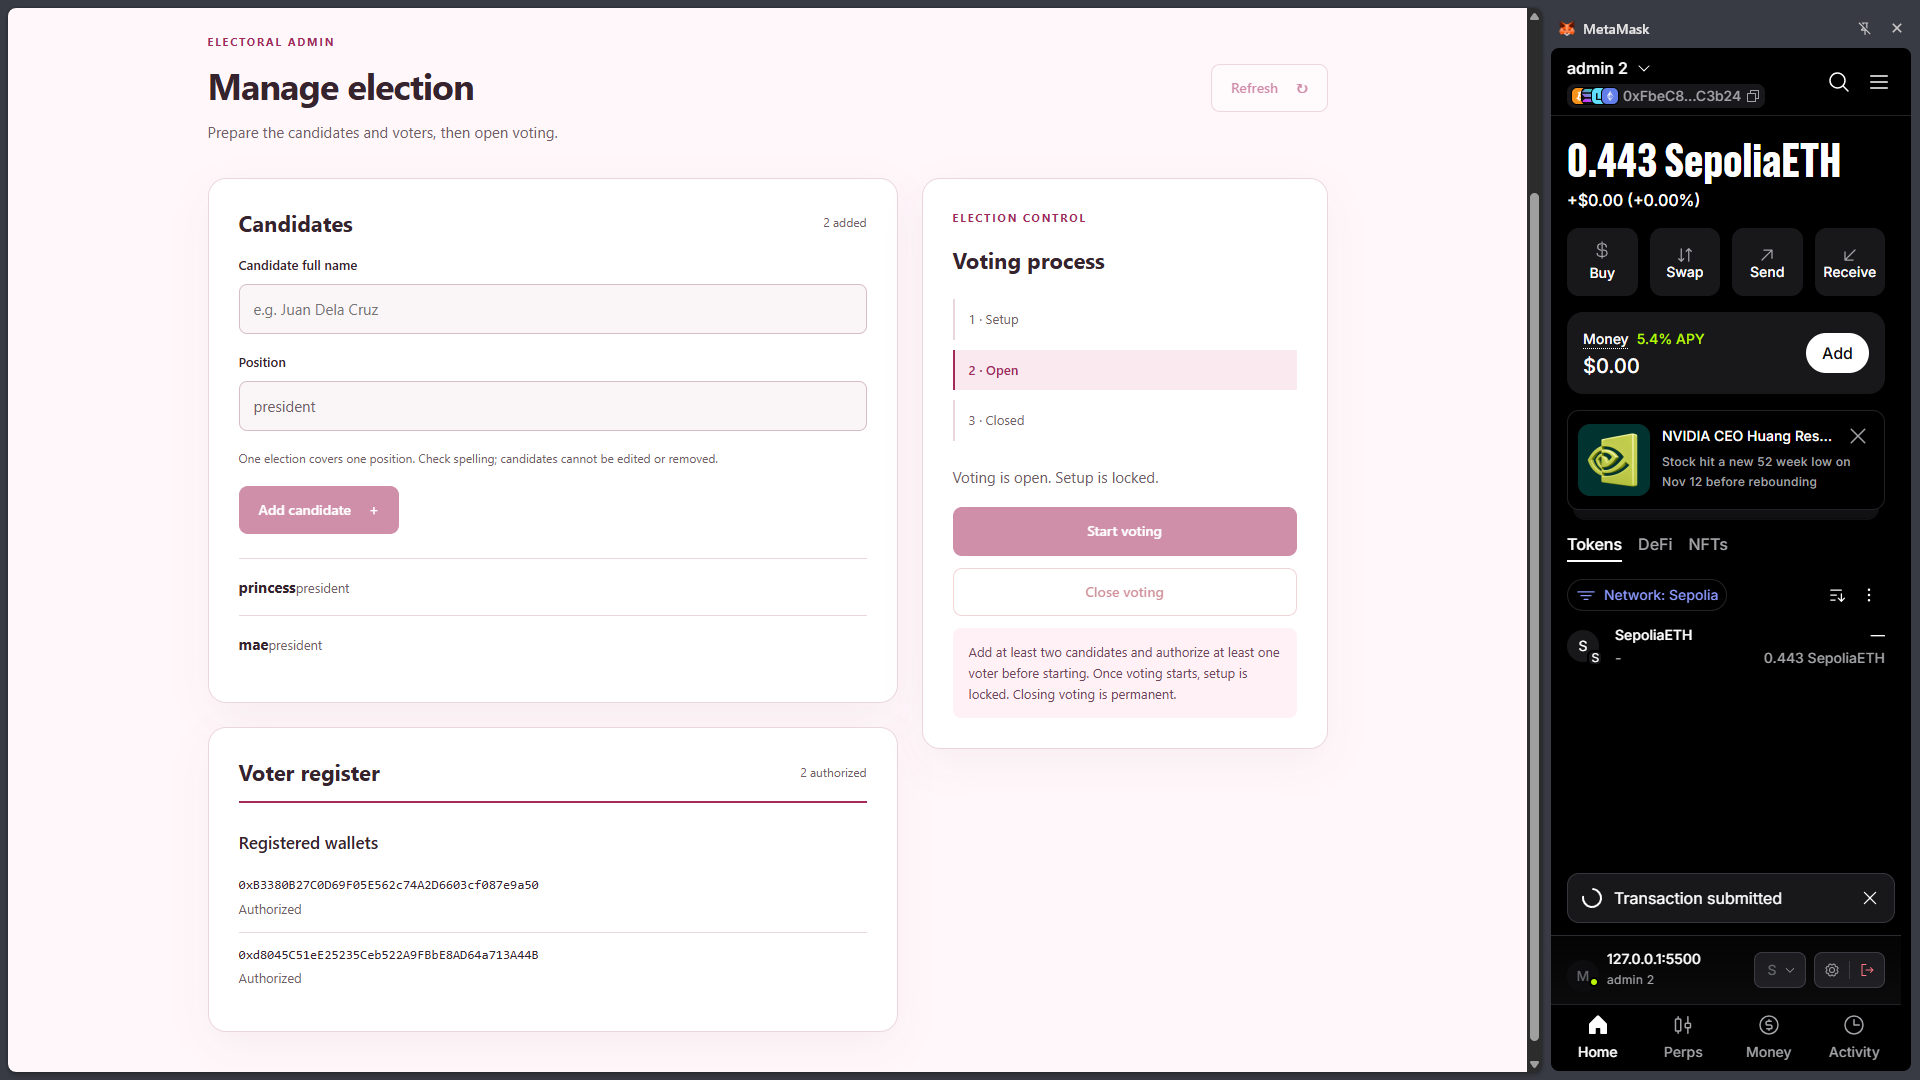 ELECTORAL ADMIN
Manage election
Refresh ↻
Prepare the candidates and voters, then open voting.
Candidates
2 added
Candidate full name
e.g. Juan Dela Cruz
Position
president
One election covers one position. Check spelling; candidates cannot be edited or removed.
Add candidate +
princesspresident
maepresident
Voter register
2 authorized
Registered wallets
0xB3380B27C0D69F05E562c74A2D6603cf087e9a50
Authorized
0xd8045C51eE25235Ceb522A9FBbE8AD64a713A44B
Authorized
ELECTION CONTROL
Voting process
1 · Setup
2 · Open
3 · Closed
Voting is open. Setup is locked.
Start voting
Close voting
Add at least two candidates and authorize at least one
voter before starting. Once voting starts, setup is
locked. Closing voting is permanent.
MetaMask
admin 2
0xFbeC8...C3b24
0.443 SepoliaETH
+$0.00 (+0.00%)
Buy
Swap
Send
Receive
Money 5.4% APY
$0.00
Add
NVIDIA CEO Huang Res...
Stock hit a new 52 week low on
Nov 12 before rebounding
Tokens DeFi NFTs
Network: Sepolia
S
S
SepoliaETH
—
-
0.443 SepoliaETH
Transaction submitted
M
127.0.0.1:5500
admin 2
S
Home
Perps
Money
Activity